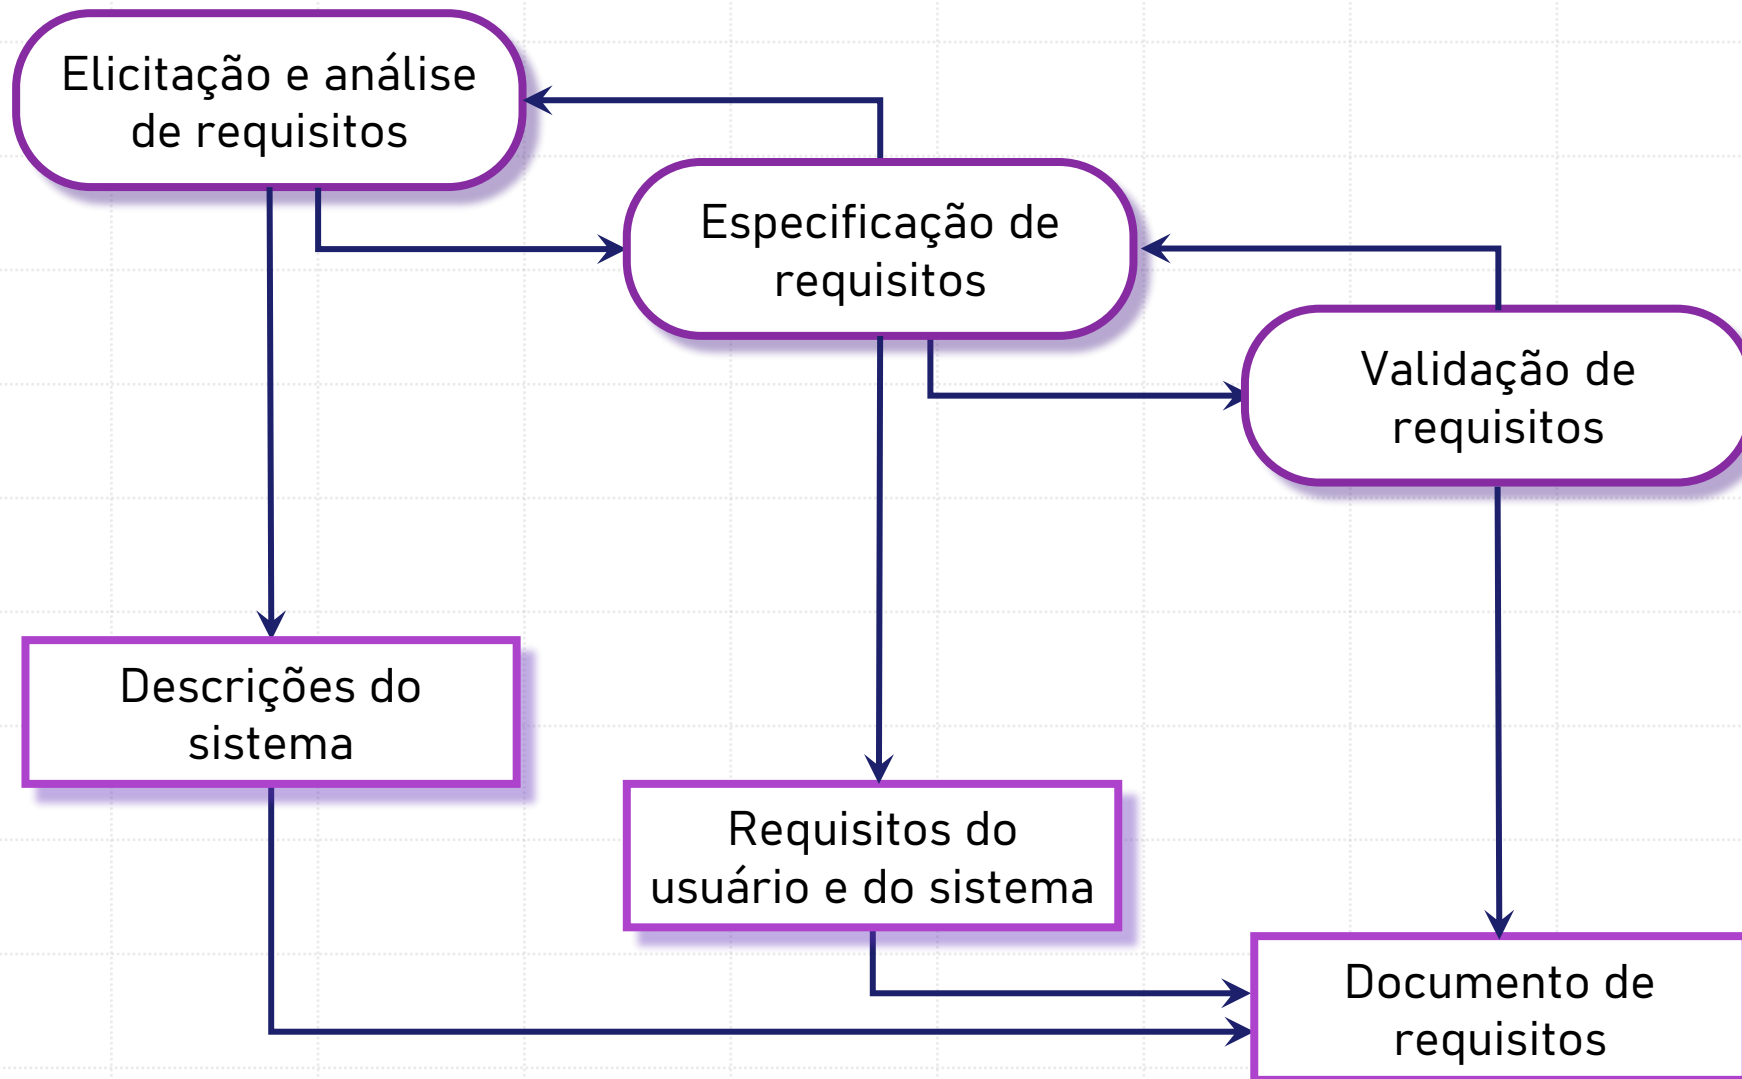 Elicitação e análise
de requisitos
Especificação de
requisitos
Validação de
requisitos
Descrições do
sistema
Requisitos do
usuário e do sistema
Documento de
requisitos